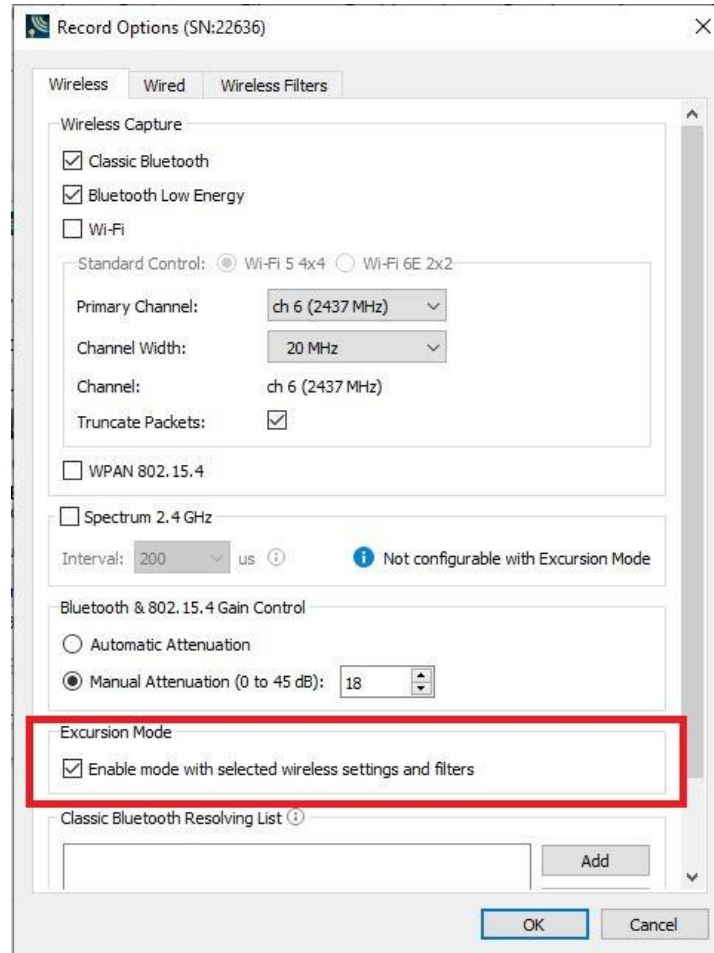 Record Options (SN:22636)
Wireless Wired Wireless Filters
Wireless Capture
Classic Bluetooth
Bluetooth Low Energy
Wi-Fi
Standard Control: Wi-Fi 5 4x4 Wi-Fi 6E 2x2
Primary Channel: ch 6 (2437 MHz)
Channel Width: 20 MHz
Channel: ch 6 (2437 MHz)
Truncate Packets:
WPAN 802.15.4
Spectrum 2.4 GHz
Interval: 200 us Not configurable with Excursion Mode
Bluetooth & 802.15.4 Gain Control
Automatic Attenuation
Manual Attenuation (0 to 45 dB): 18
Excursion Mode
Enable mode with selected wireless settings and filters
Classic Bluetooth Resolving List
Add
OK Cancel